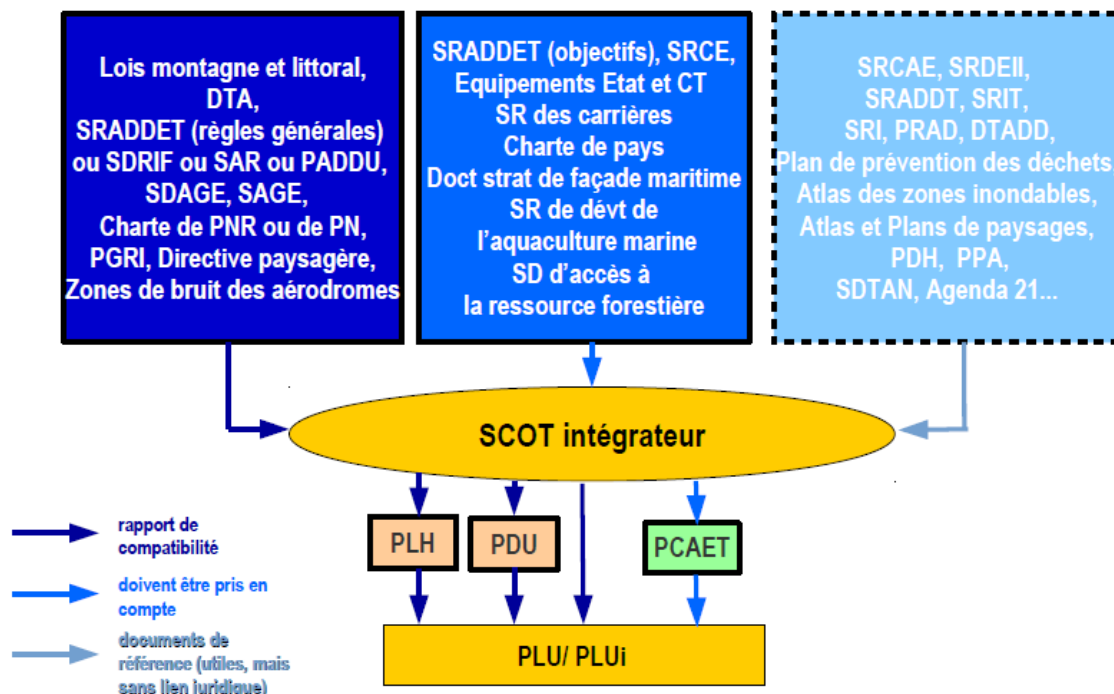 Lois montagne et littoral,
DTA,
SRADDET (règles générales)
ou SDRIF ou SAR ou PADDU,
SDAGE, SAGE,
Charte de PNR ou de PN,
PGRI, Directive paysagère,
Zones de bruit des aérodromes
SRADDET (objectifs), SRCE,
Equipements Etat et CT
SR des carrières
Charte de pays
Doct strat de façade maritime
SR de dévt de
l'aquaculture marine
SD d'accès à
la ressource forestière
SRCAE, SRDEII,
SRADDT, SRIT,
SRI, PRAD, DTADD,
Plan de prévention des déchets,
Atlas des zones inondables,
Atlas et Plans de paysages,
PDH, PPA,
SDTAN, Agenda 21...
SCOT intégrateur
PLH
PDU
PCAET
PLU/ PLUi
rapport de
compatibilité
doivent être pris en
compte
documents de
référence (utiles, mais
sans lien juridique)